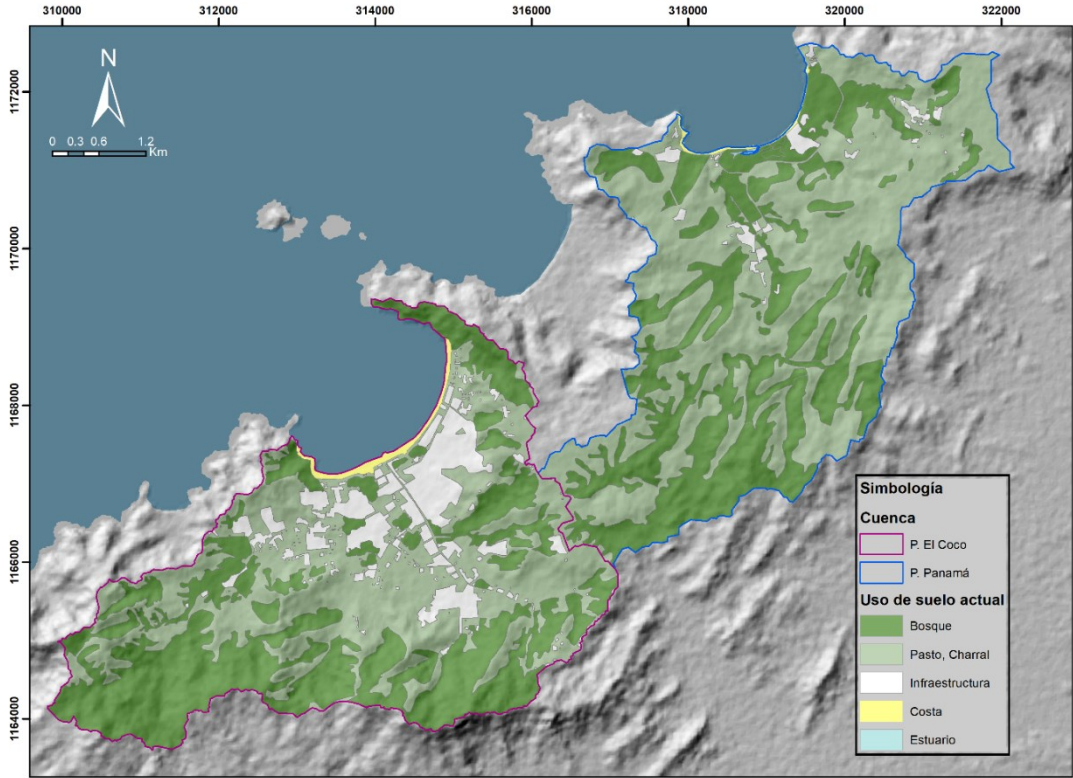 310000 312000 314000 316000 318000 320000 322000
N
0 0.3 0.6 1.2
Km
1172000
1170000
1168000
1166000
1164000
Simbología
Cuenca
P. El Coco
P. Panamá
Uso de suelo actual
Bosque
Pasto, Charral
Infraestructura
Costa
Estuario